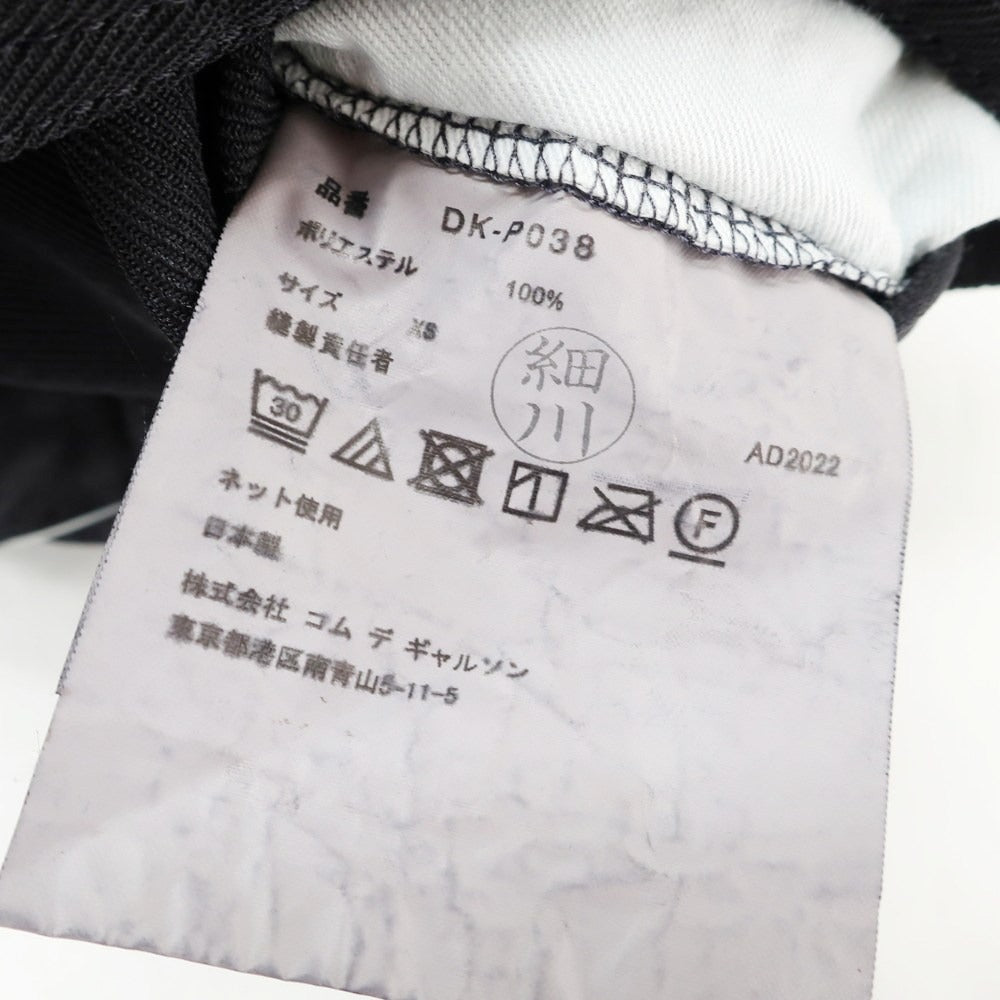 品番 DK-P038
ポリエステル 100%
サイズ XS
縫製責任者 細川
AD2022
30
F
ネット使用
日本製
株式会社 コム デ ギャルソン
東京都港区南青山5-11-5